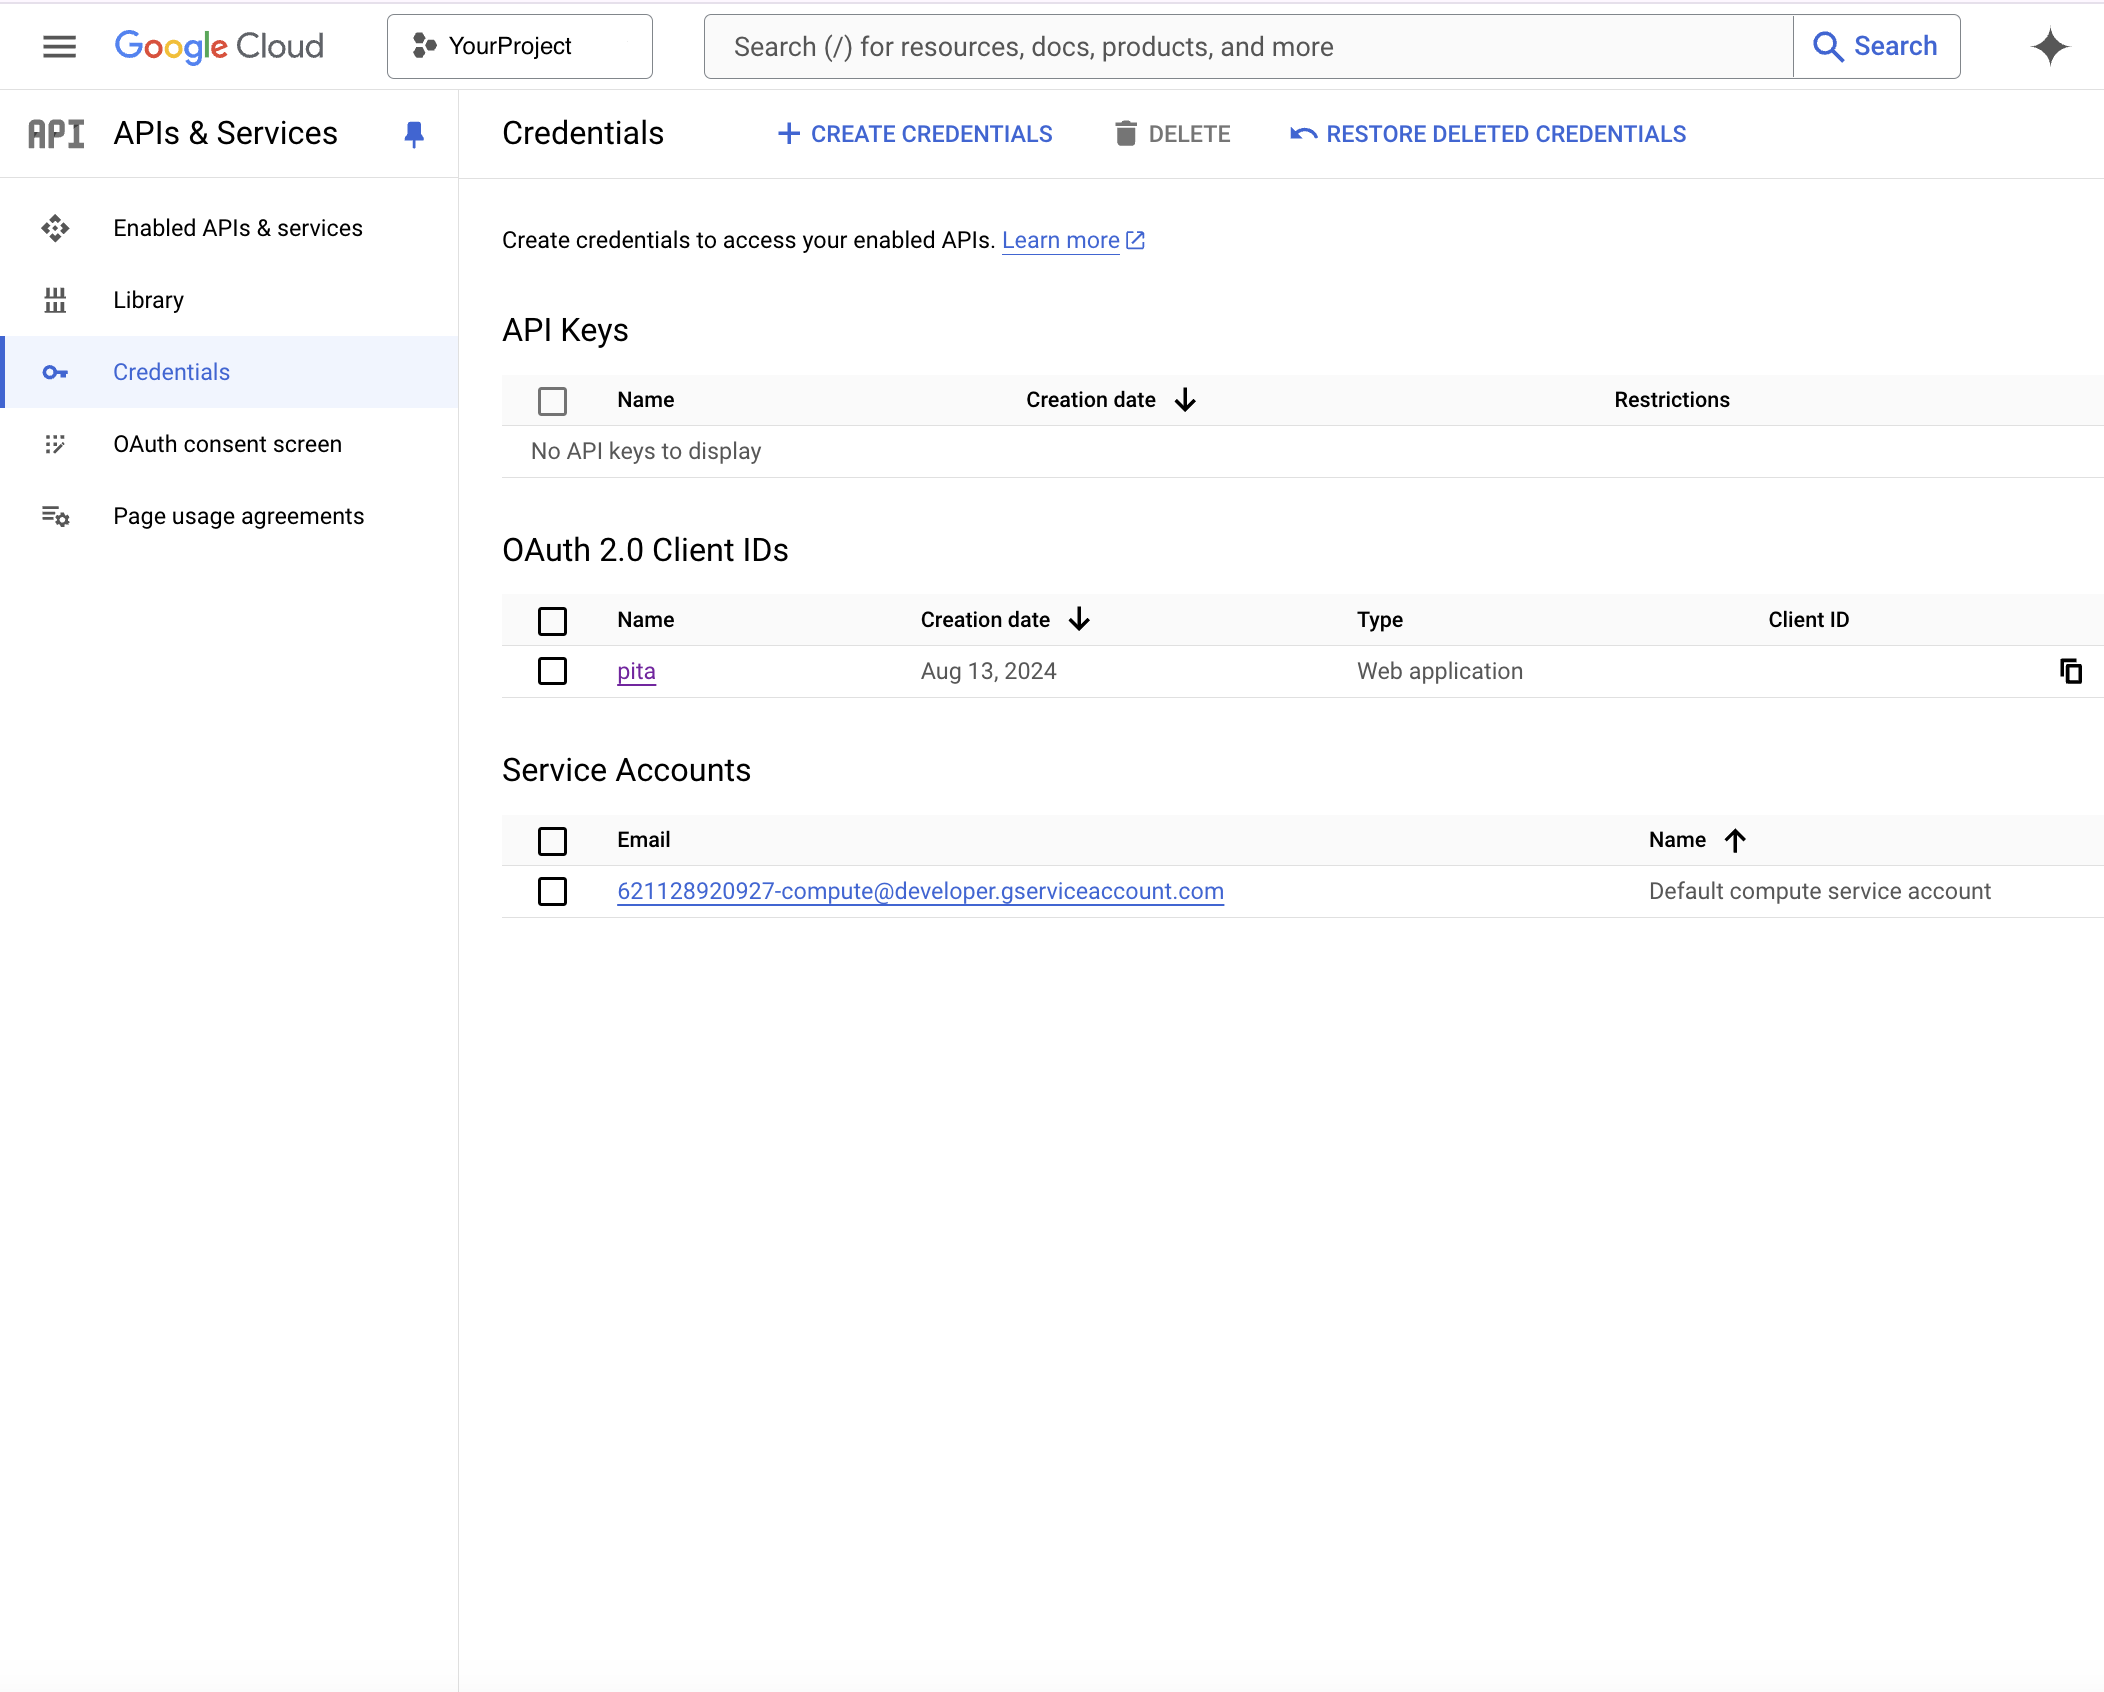 Google Cloud
YourProject
Search (/) for resources, docs, products, and more
Search
API
APIs & Services
Enabled APIs & services
Library
Credentials
OAuth consent screen
Page usage agreements
Credentials
CREATE CREDENTIALS
DELETE
RESTORE DELETED CREDENTIALS
Create credentials to access your enabled APIs. Learn more
API Keys
Name Creation date Restrictions
No API keys to display
OAuth 2.0 Client IDs
Name Creation date Type Client ID
pita Aug 13, 2024 Web application
Service Accounts
Email Name
621128920927-compute@developer.gserviceaccount.com Default compute service account